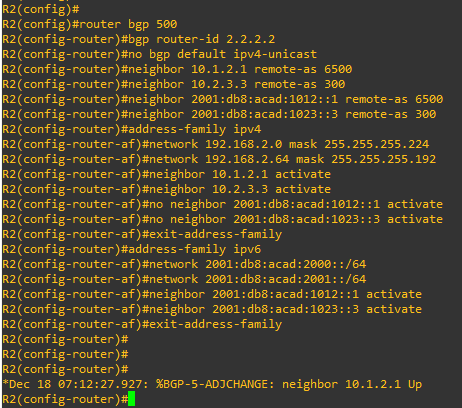 R2(config)#
R2(config)#router bgp 500
R2(config-router)#bgp router-id 2.2.2.2
R2(config-router)#no bgp default ipv4-unicast
R2(config-router)#neighbor 10.1.2.1 remote-as 6500
R2(config-router)#neighbor 10.2.3.3 remote-as 300
R2(config-router)#neighbor 2001:db8:acad:1012::1 remote-as 6500
R2(config-router)#neighbor 2001:db8:acad:1023::3 remote-as 300
R2(config-router)#address-family ipv4
R2(config-router-af)#network 192.168.2.0 mask 255.255.255.224
R2(config-router-af)#network 192.168.2.64 mask 255.255.255.192
R2(config-router-af)#neighbor 10.1.2.1 activate
R2(config-router-af)#neighbor 10.2.3.3 activate
R2(config-router-af)#no neighbor 2001:db8:acad:1012::1 activate
R2(config-router-af)#no neighbor 2001:db8:acad:1023::3 activate
R2(config-router-af)#exit-address-family
R2(config-router)#address-family ipv6
R2(config-router-af)#network 2001:db8:acad:2000::/64
R2(config-router-af)#network 2001:db8:acad:2001::/64
R2(config-router-af)#neighbor 2001:db8:acad:1012::1 activate
R2(config-router-af)#neighbor 2001:db8:acad:1023::3 activate
R2(config-router-af)#exit-address-family
R2(config-router)#
R2(config-router)#
R2(config-router)#
*Dec 18 07:12:27.927: %BGP-5-ADJCHANGE: neighbor 10.1.2.1 Up
R2(config-router)#